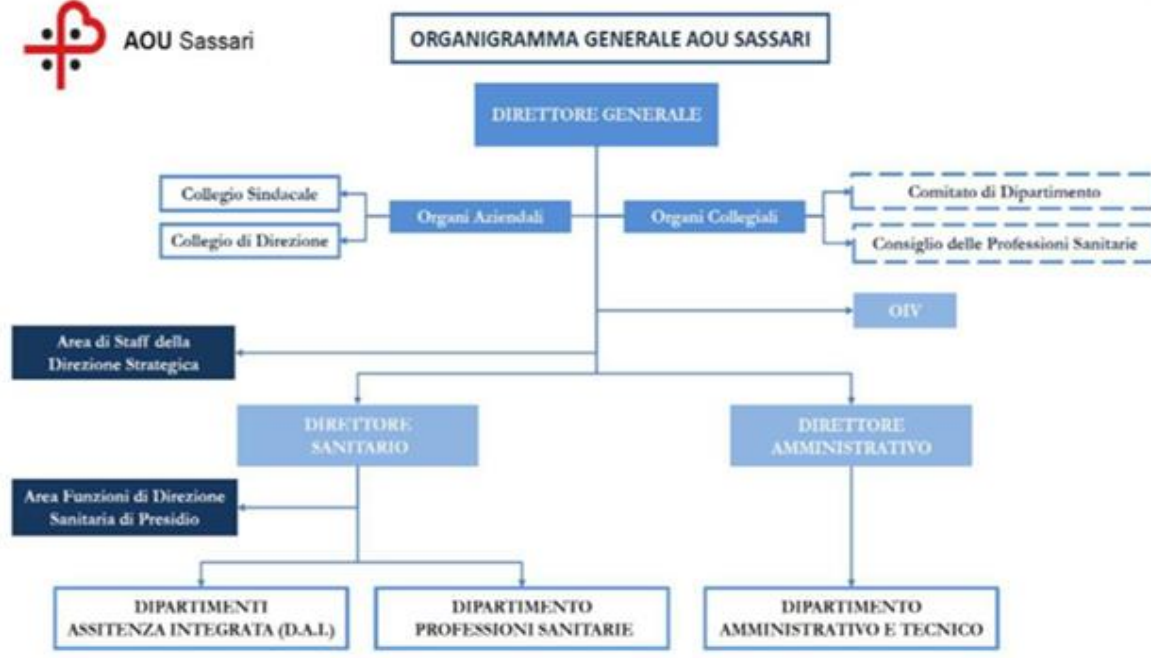 AOU Sassari
ORGANIGRAMMA GENERALE AOU SASSARI
DIRETTORE GENERALE
Collegio Sindacale
Collegio di Direzione
Organi Aziendali
Organi Collegiali
Comitato di Dipartimento
Consiglio delle Professioni Sanitarie
OIV
Area di Staff della
Direzione Strategica
DIRETTORE
SANITARIO
DIRETTORE
AMMINISTRATIVO
Area Funzioni di Direzione
Sanitaria di Presidio
DIPARTIMENTI
ASSITENZA INTEGRATA (D.A.I.)
DIPARTIMENTO
PROFESSIONI SANITARIE
DIPARTIMENTO
AMMINISTRATIVO E TECNICO